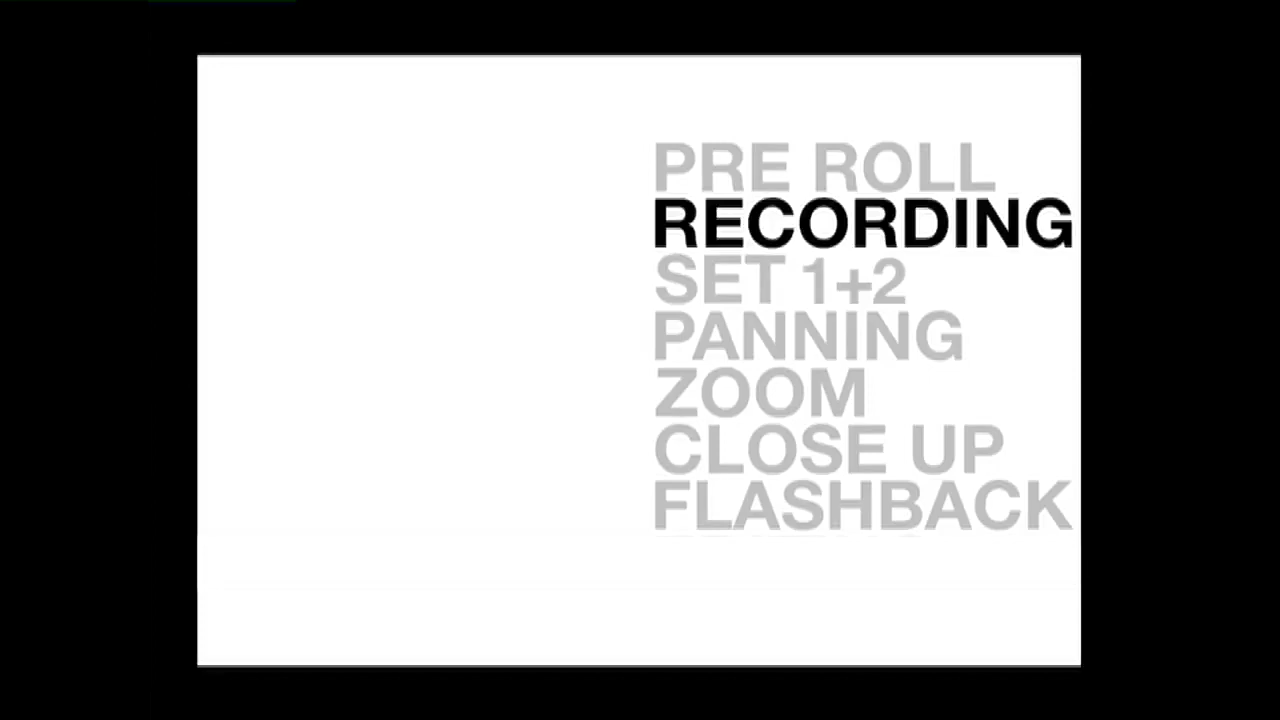 PRE ROLL
RECORDING
SET 1+2
PANNING
ZOOM
CLOSE UP
FLASHBACK